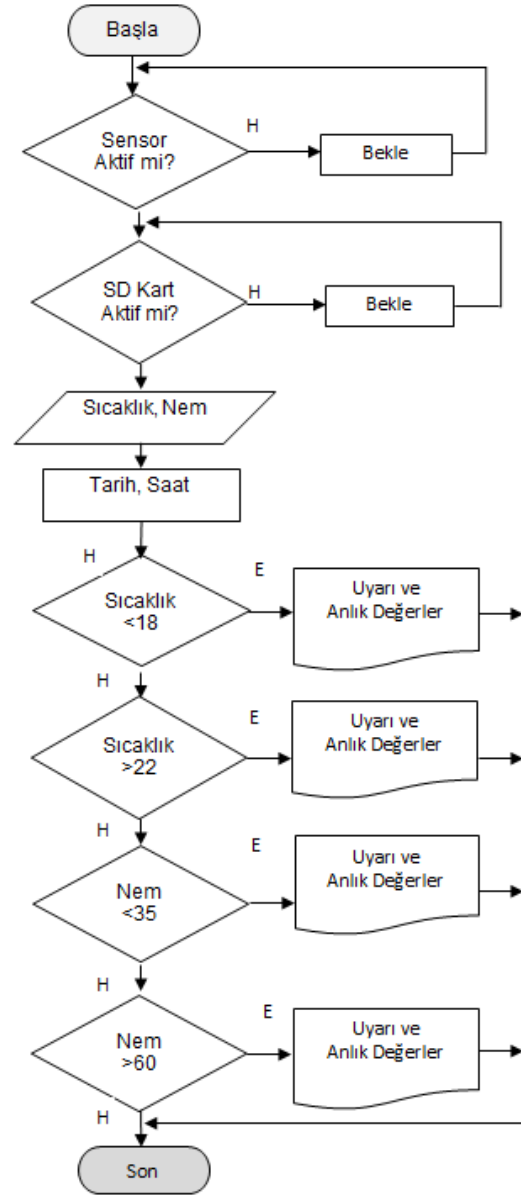 Başla
Sensor
Aktif mi?
H
Bekle
SD Kart
Aktif mi?
H
Bekle
Sıcaklık, Nem
Tarih, Saat
H
Sıcaklık
<18
E
Uyarı ve
Anlık Değerler
H
Sıcaklık
>22
E
Uyarı ve
Anlık Değerler
H
Nem
<35
E
Uyarı ve
Anlık Değerler
H
Nem
>60
E
Uyarı ve
Anlık Değerler
H
Son